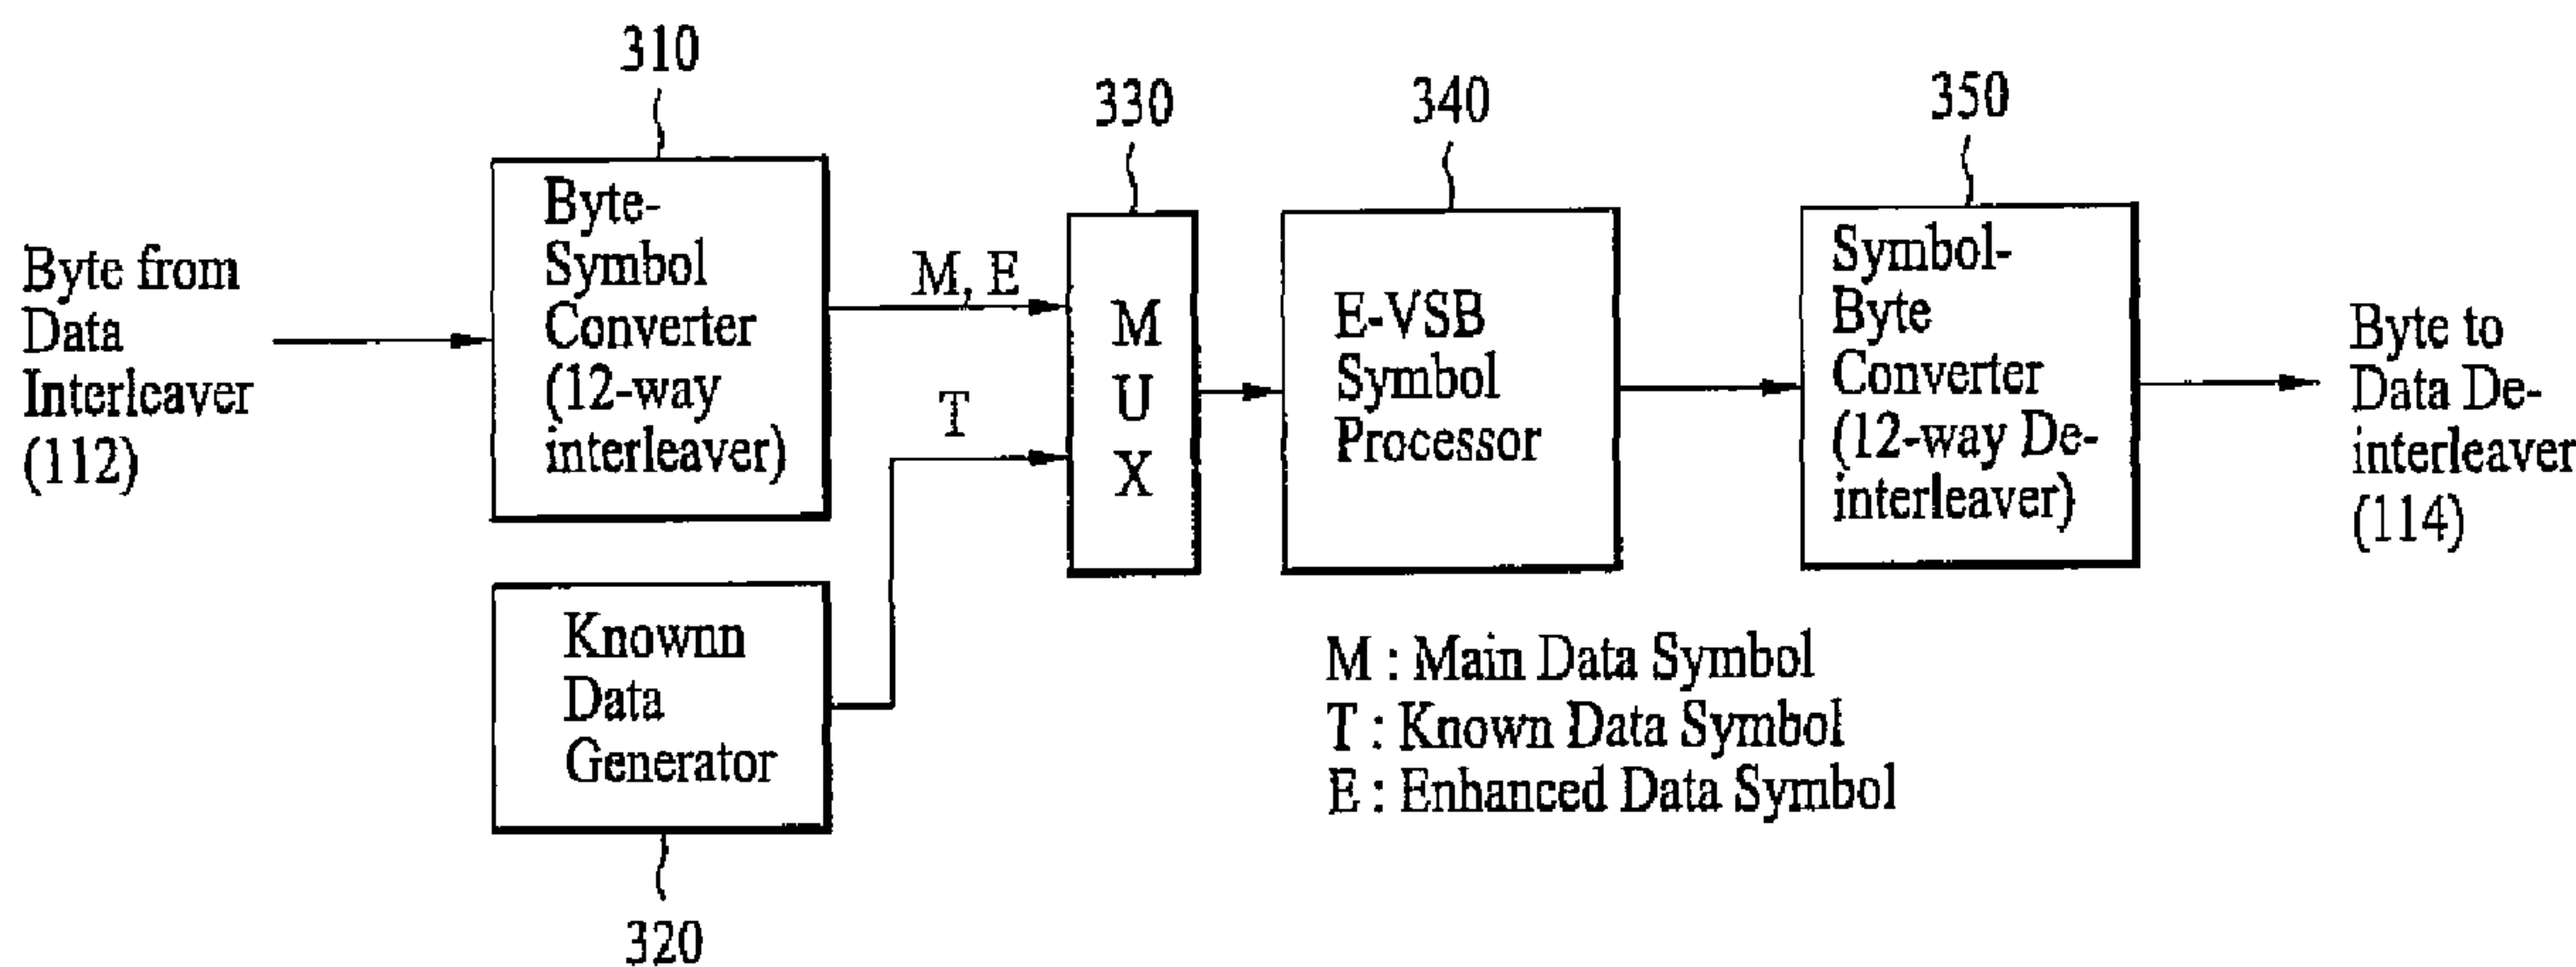 310
330
340
350
Byte from
Data
Interleaver
(112)
Byte-
Symbol
Converter
(12-way
interleaver)
M, E
T
M
U
X
E-VSB
Symbol
Processor
Symbol-
Byte
Converter
(12-way De-
interleaver)
Byte to
Data De-
interleaver
(114)
Knownn
Data
Generator
320
M : Main Data Symbol
T : Known Data Symbol
E : Enhanced Data Symbol